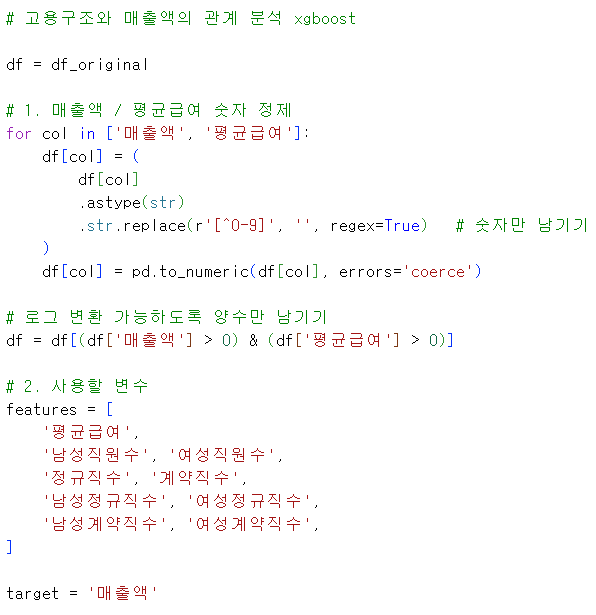 # 고용구조와 매출액의 관계 분석 xgboost
df = df_original
# 1. 매출액 / 평균급여 숫자 정제
for col in ['매출액', '평균급여']:
    df[col] = (
        df[col]
        .astype(str)
        .str.replace(r'[^0-9]', '', regex=True)   # 숫자만 남기기
    )
    df[col] = pd.to_numeric(df[col], errors='coerce')
# 로그 변환 가능하도록 양수만 남기기
df = df[(df['매출액'] > 0) & (df['평균급여'] > 0)]
# 2. 사용할 변수
features = [
    '평균급여',
    '남성직원수', '여성직원수',
    '정규직수', '계약직수',
    '남성정규직수', '여성정규직수',
    '남성계약직수', '여성계약직수',
]
target = '매출액'